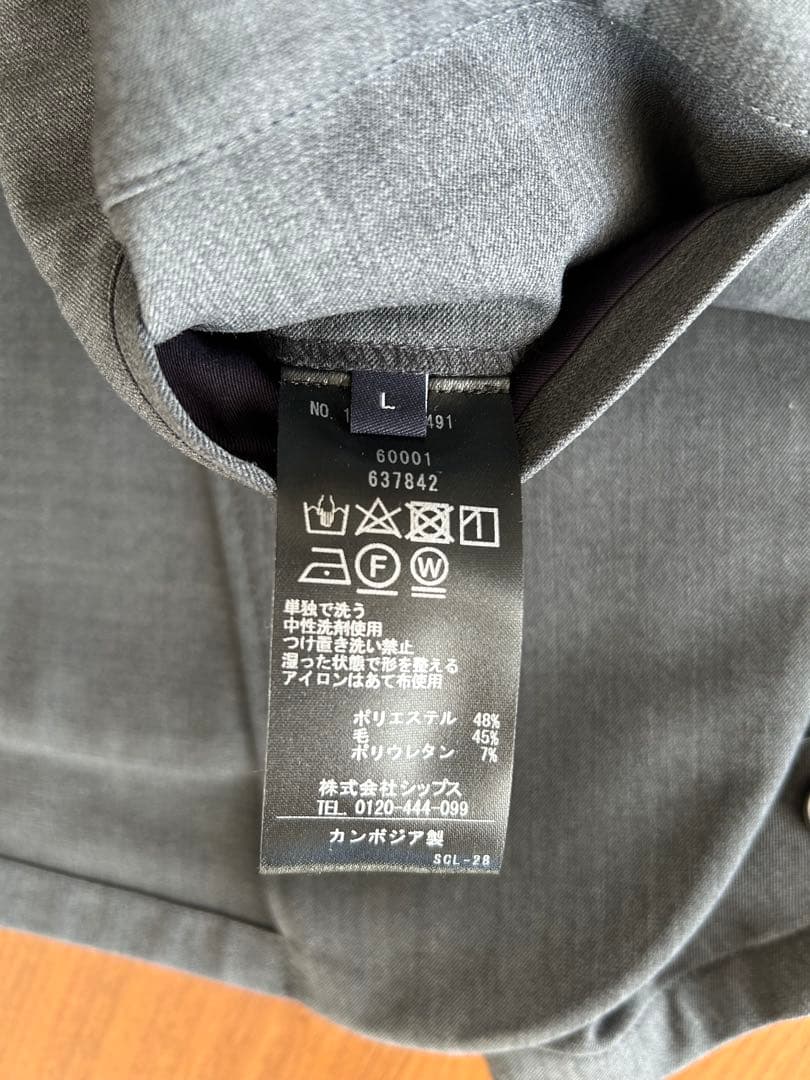 L
NO. 1 491
60001
637842
F W
単独で洗う
中性洗剤使用
つけ置き洗い禁止
湿った状態で形を整える
アイロンはあて布使用
ポリエステル 48%
毛 45%
ポリウレタン 7%
株式会社シップス
TEL. 0120-444-099
カンボジア製
SCL-28